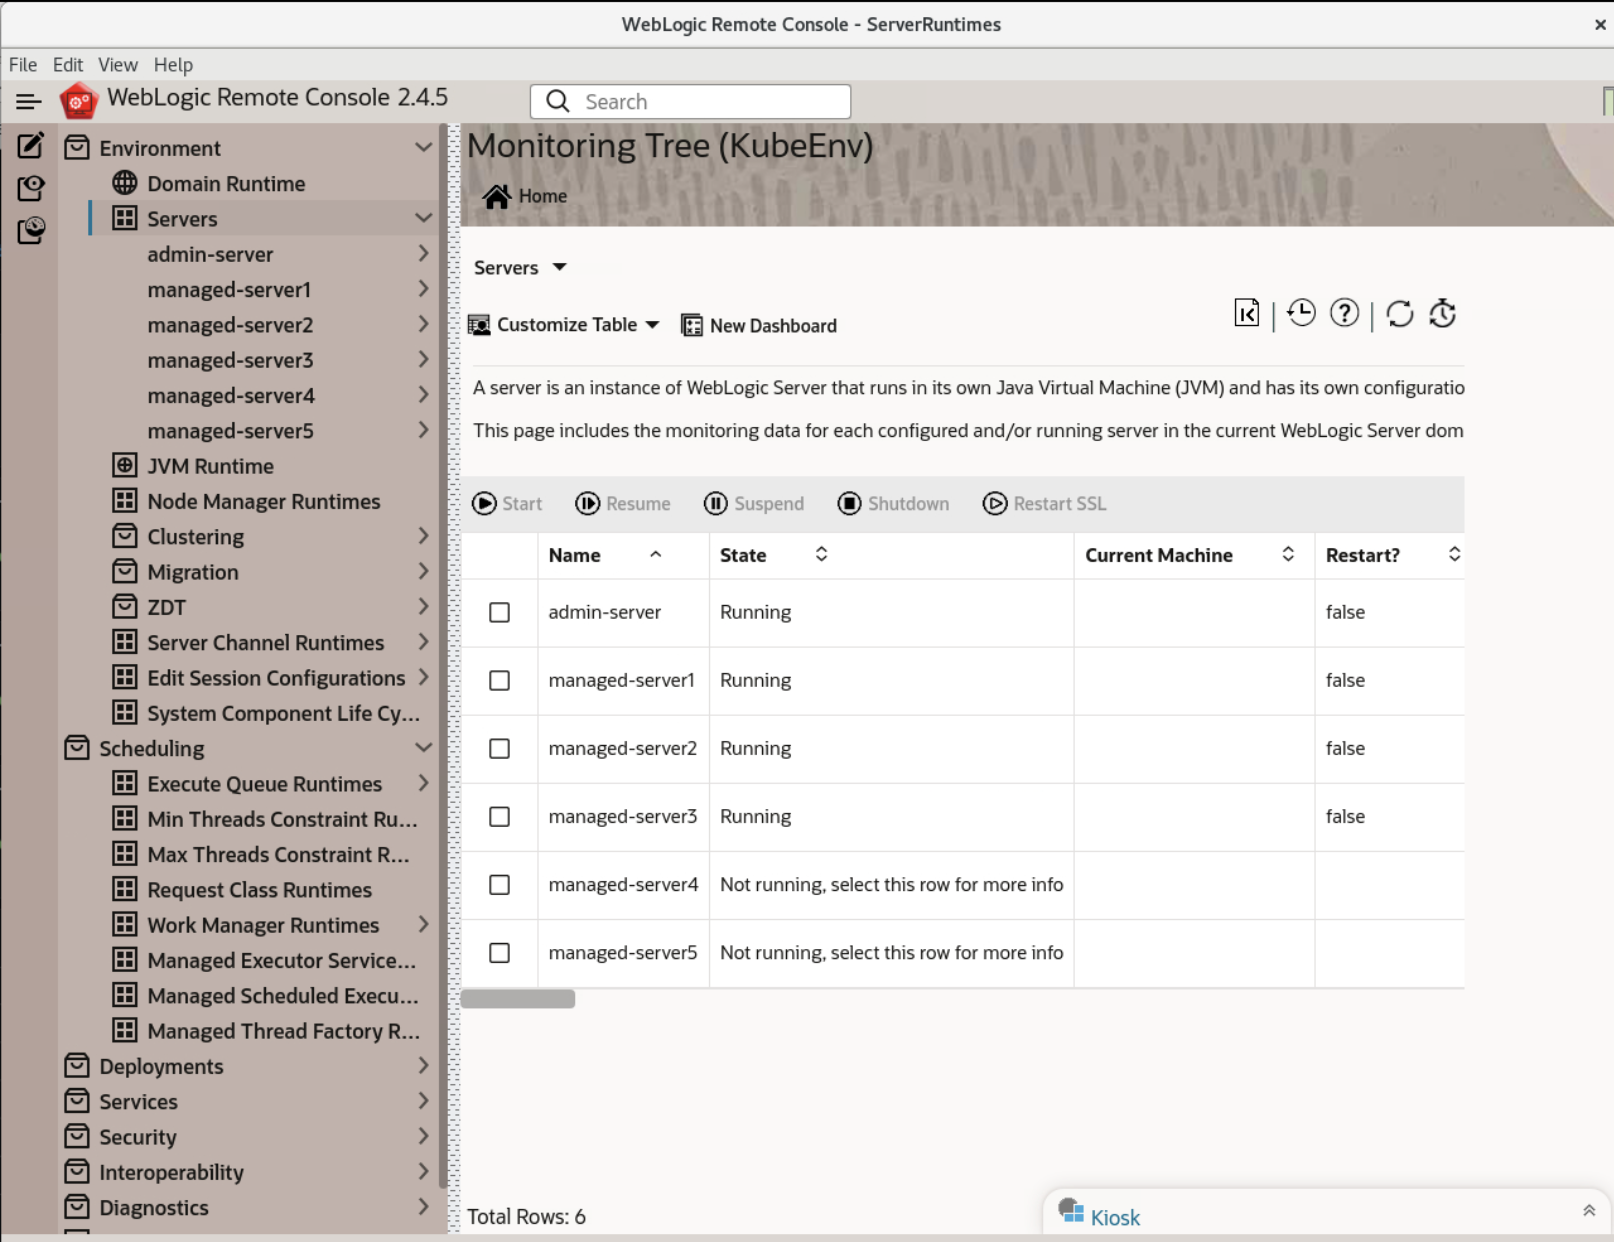 WebLogic Remote Console - ServerRuntimes
File Edit View Help
WebLogic Remote Console 2.4.5
Search
Environment
Domain Runtime
Servers
admin-server
managed-server1
managed-server2
managed-server3
managed-server4
managed-server5
JVM Runtime
Node Manager Runtimes
Clustering
Migration
ZDT
Server Channel Runtimes
Edit Session Configurations
System Component Life Cy...
Scheduling
Execute Queue Runtimes
Min Threads Constraint Ru...
Max Threads Constraint R...
Request Class Runtimes
Work Manager Runtimes
Managed Executor Service...
Managed Scheduled Execu...
Managed Thread Factory R...
Deployments
Services
Security
Interoperability
Diagnostics
Monitoring Tree (KubeEnv)
Home
Servers
Customize Table New Dashboard
A server is an instance of WebLogic Server that runs in its own Java Virtual Machine (JVM) and has its own configuratio
This page includes the monitoring data for each configured and/or running server in the current WebLogic Server dom
Start Resume Suspend Shutdown Restart SSL
Name State Current Machine Restart?
admin-server Running false
managed-server1 Running false
managed-server2 Running false
managed-server3 Running false
managed-server4 Not running, select this row for more info
managed-server5 Not running, select this row for more info
Total Rows: 6
Kiosk